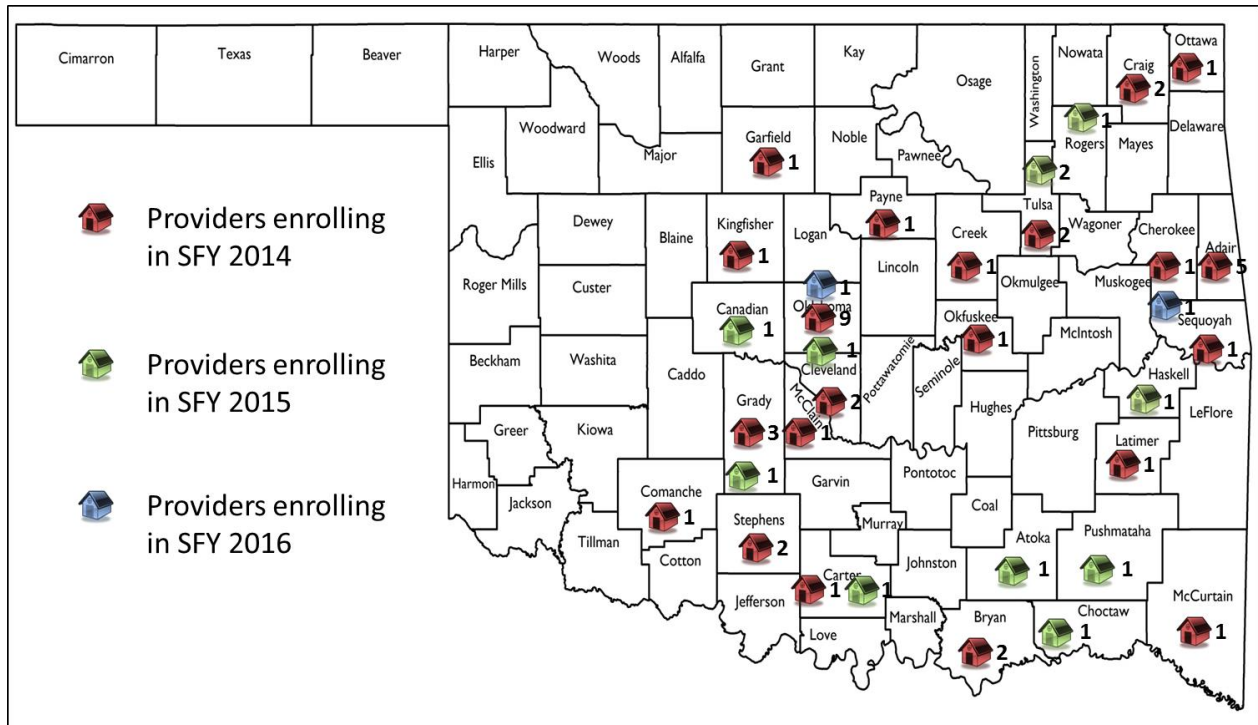 Cimarron
Texas
Beaver
Harper
Woods
Alfalfa
Grant
Kay
Osage
Washington
Nowata
Craig
2
Ottawa
1
Woodward
Ellis
Major
Garfield
1
Noble
Pawnee
1
Rogers
Mayes
Delaware
2
Providers enrolling
in SFY 2014
Dewey
Blaine
Kingfisher
1
Logan
Payne
1
Creek
1
Tulsa
2
Wagoner
Cherokee
1
Adair
5
Roger Mills
Custer
Canadian
1
1
Oklahoma
9
1
Lincoln
Okmulgee
Okfuskee
1
Muskogee
1
Sequoyah
1
McIntosh
Providers enrolling
in SFY 2015
Beckham
Washita
Caddo
Grady
3
1
McClain
1
Cleveland
2
Pottawatomie
Seminole
Hughes
Pittsburg
Haskell
1
LeFlore
Latimer
1
Greer
Kiowa
Harmon
Jackson
Comanche
1
Garvin
Pontotoc
Coal
Providers enrolling
in SFY 2016
Tillman
Cotton
Stephens
2
Murray
Carter
1
1
Johnston
Atoka
1
Pushmataha
1
McCurtain
1
Jefferson
Love
Marshall
Bryan
2
Choctaw
1